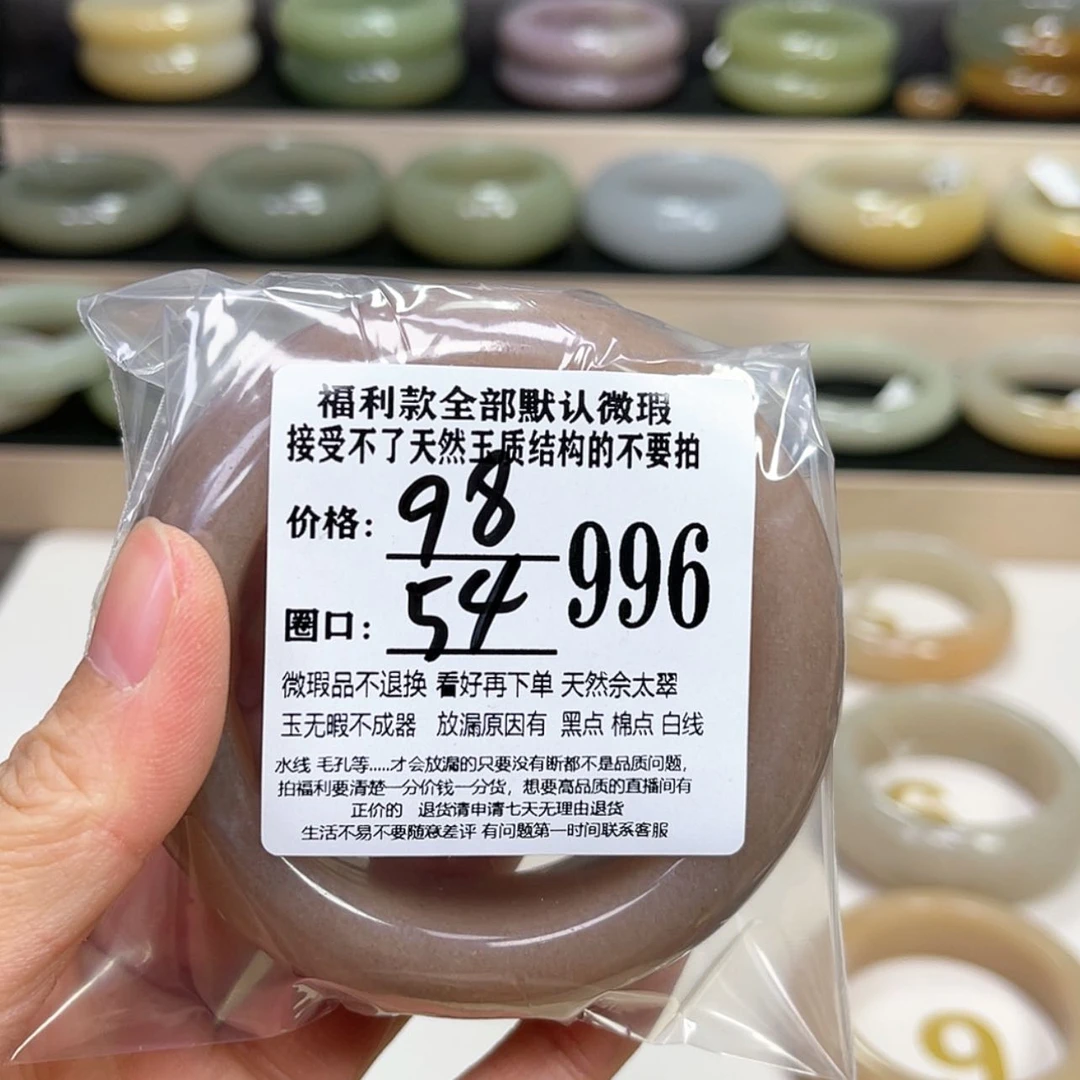 福利款全部默认微瑕
接受不了天然玉质结构的不要拍
价格：98
996
圈口：54
微瑕品不退换 看好再下单 天然佘太翠
玉无暇不成器 放漏原因有 黑点 棉点 白线
水线 毛孔等.....才会放漏的只要没有断都不是品质问题，
拍福利要清楚一分价钱一分货，想要高品质的直播间有
正价的 退货请申请七天无理由退货
生活不易不要随意差评 有问题第一时间联系客服
9